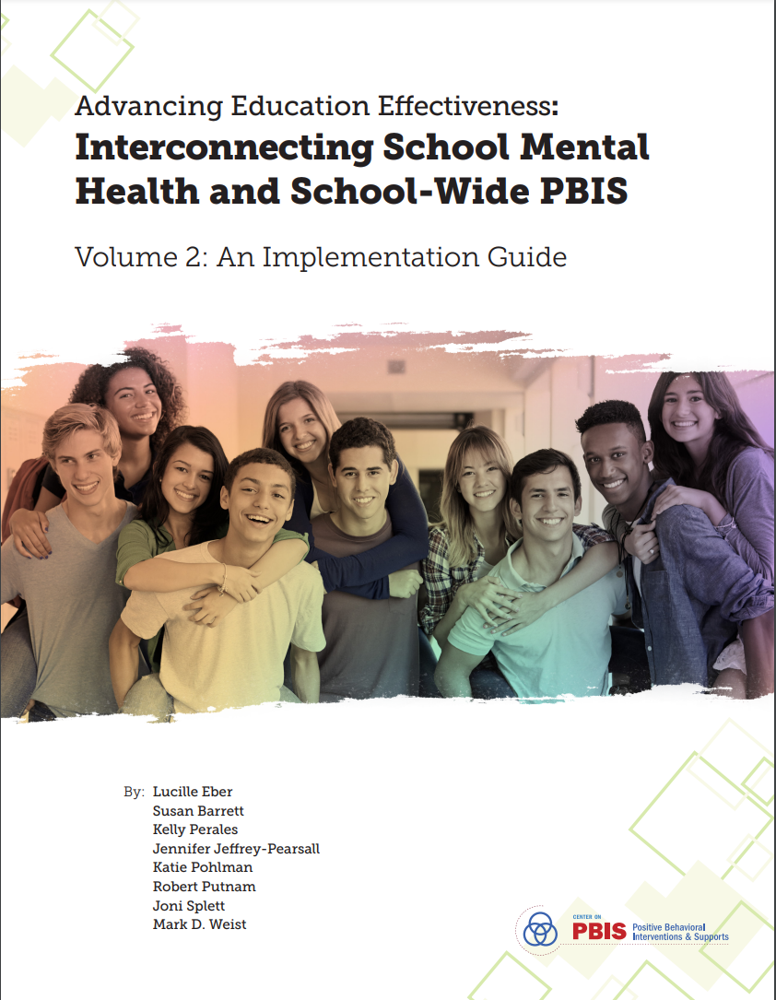 Advancing Education Effectiveness:
Interconnecting School Mental
Health and School-Wide PBIS
Volume 2: An Implementation Guide
By: Lucille Eber
Susan Barrett
Kelly Perales
Jennifer Jeffrey-Pearsall
Katie Pohlman
Robert Putnam
Joni Splett
Mark D. Weist
CENTER ON
PBIS
Positive Behavioral
Interventions & Supports